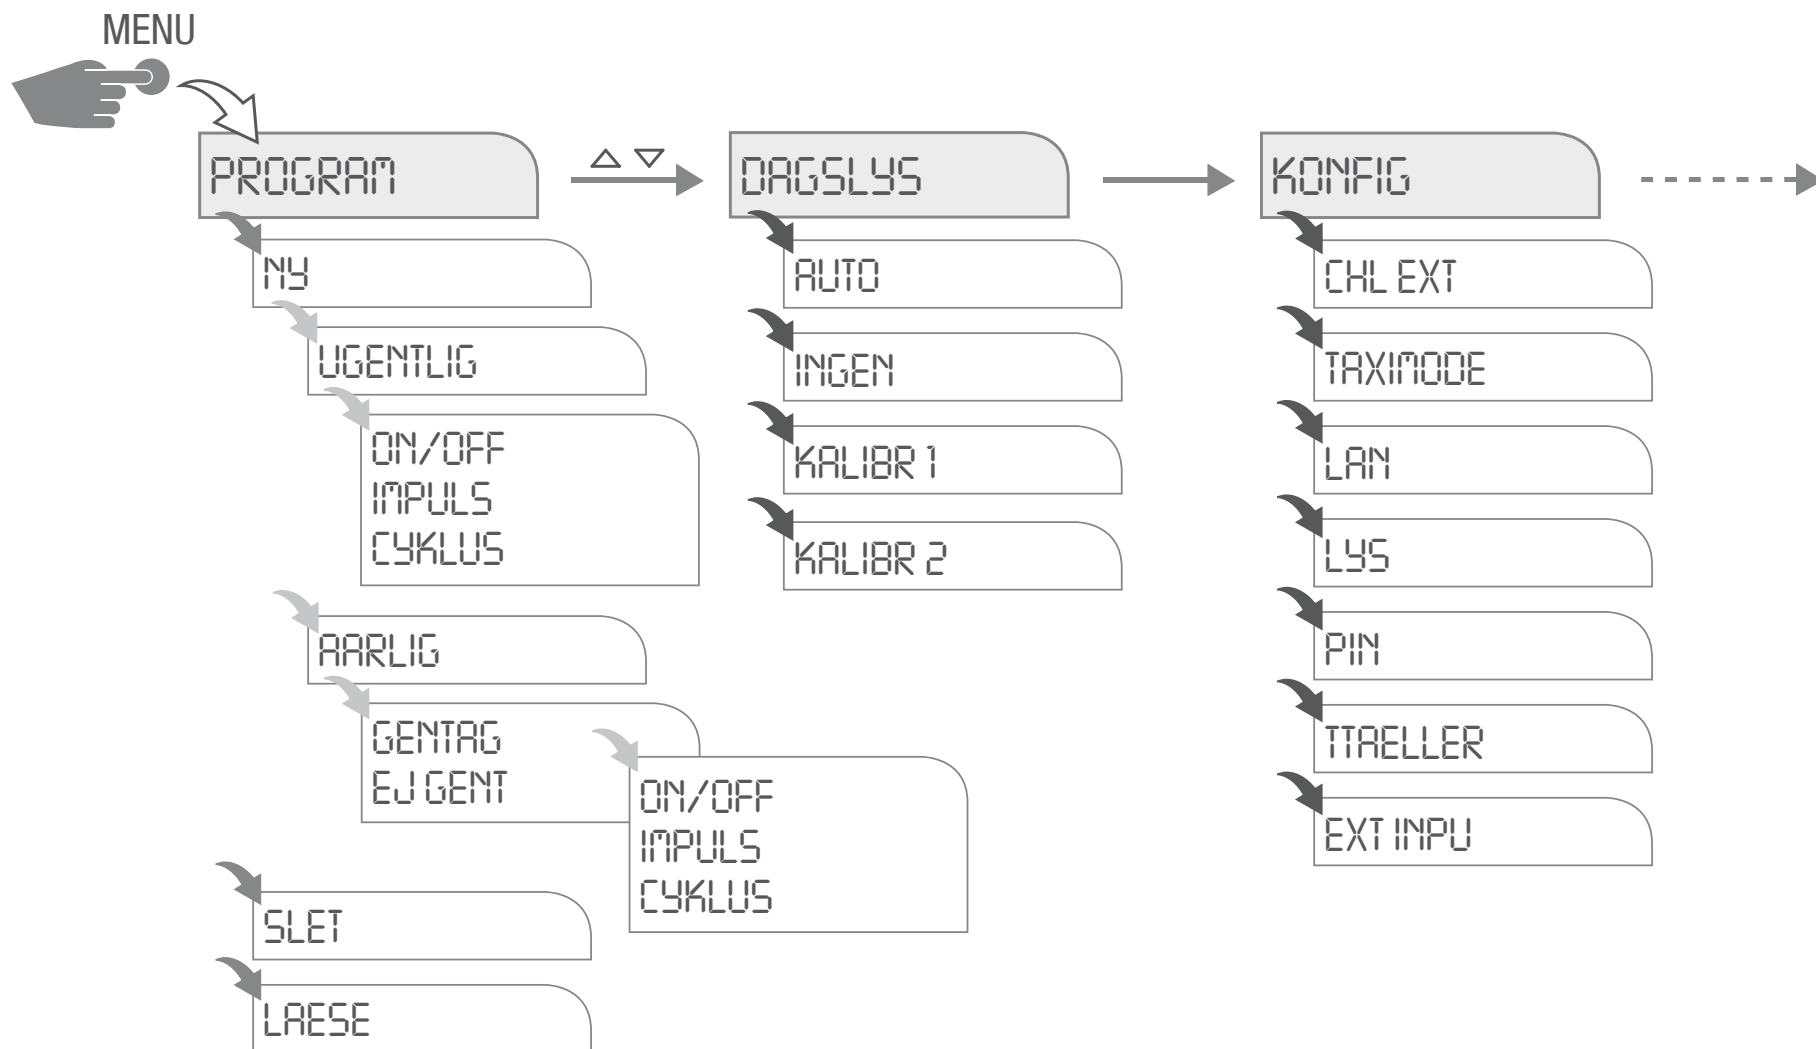 MENU
PROGRAM
NY
UGENTLIG
ON/OFF
IMPULS
CYKLUS
AARLIG
GENTAG
EJ GENT
ON/OFF
IMPULS
CYKLUS
SLET
LAESE
DAGSLYS
AUTO
INGEN
KALIBR 1
KALIBR 2
KONFIG
CHL EXT
TAXIMODE
LAN
LYS
PIN
TTAELLER
EXT INPU